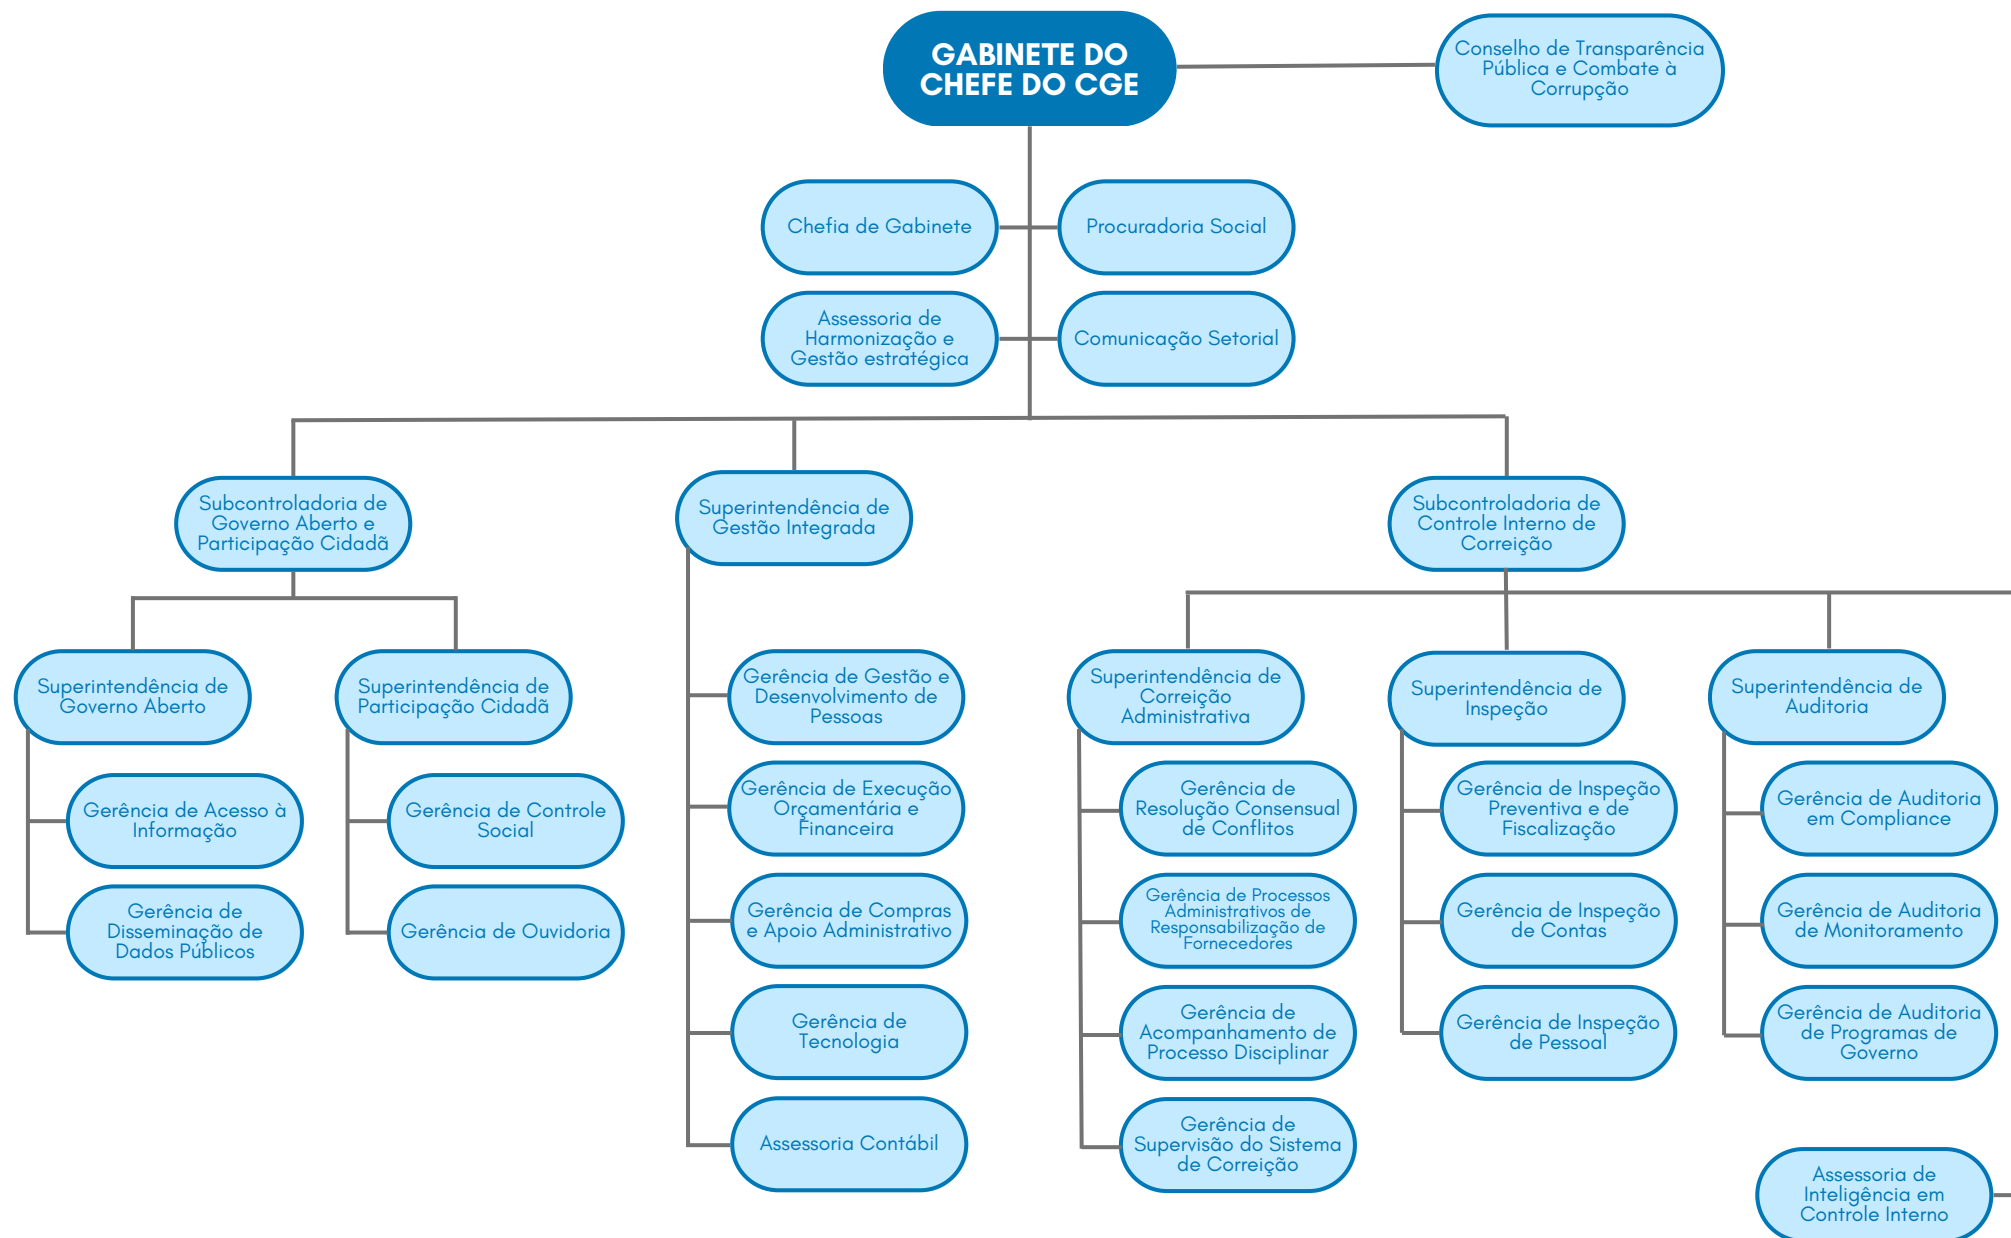 GABINETE DO
CHEFE DO CGE
Conselho de Transparência
Pública e Combate à
Corrupção
Chefia de Gabinete
Procuradoria Social
Assessoria de
Harmonização e
Gestão estratégica
Comunicação Setorial
Subcontroladoria de
Governo Aberto e
Participação Cidadã
Superintendência de
Gestão Integrada
Subcontroladoria de
Controle Interno de
Correição
Superintendência de
Governo Aberto
Gerência de Acesso à
Informação
Gerência de
Disseminação de
Dados Públicos
Superintendência de
Participação Cidadã
Gerência de Controle
Social
Gerência de Ouvidoria
Gerência de Gestão e
Desenvolvimento de
Pessoas
Gerência de Execução
Orçamentária e
Financeira
Gerência de Compras
e Apoio Administrativo
Gerência de
Tecnologia
Assessoria Contábil
Superintendência de
Correição
Administrativa
Gerência de
Resolução Consensual
de Conflitos
Gerência de Processos
Administrativos de
Responsabilização de
Fornecedores
Gerência de
Acompanhamento de
Processo Disciplinar
Gerência de
Supervisão do Sistema
de Correição
Superintendência de
Inspeção
Gerência de Inspeção
Preventiva e de
Fiscalização
Gerência de Inspeção
de Contas
Gerência de Inspeção
de Pessoal
Superintendência de
Auditoria
Gerência de Auditoria
em Compliance
Gerência de Auditoria
de Monitoramento
Gerência de Auditoria
de Programas de
Governo
Assessoria de
Inteligência em
Controle Interno